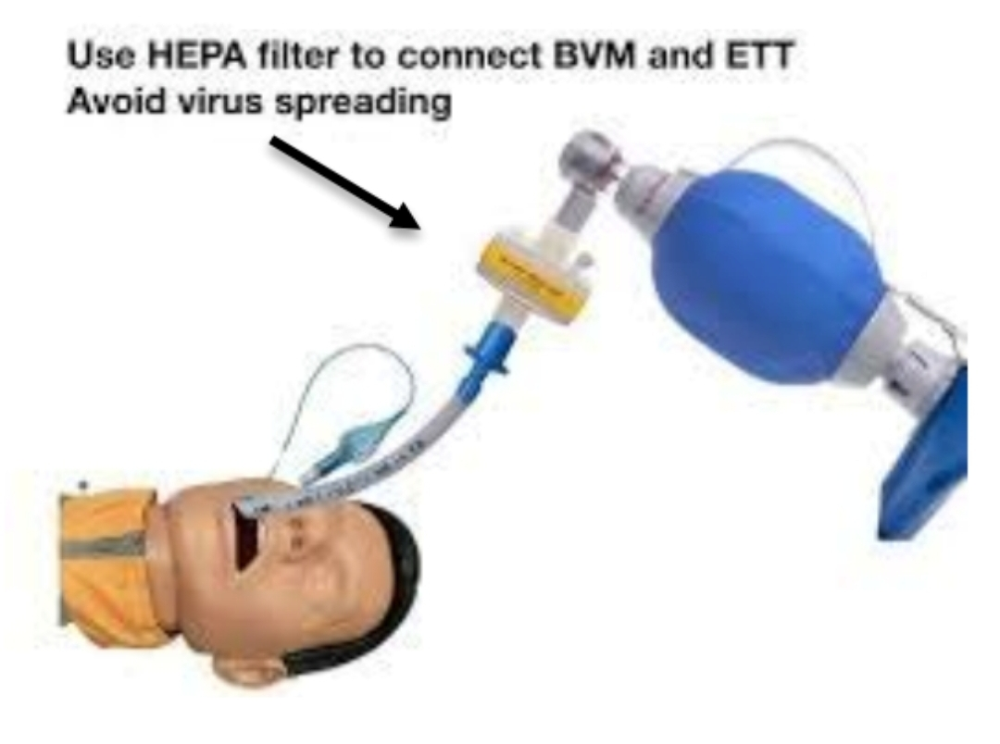 Use HEPA filter to connect BVM and ETT
Avoid virus spreading